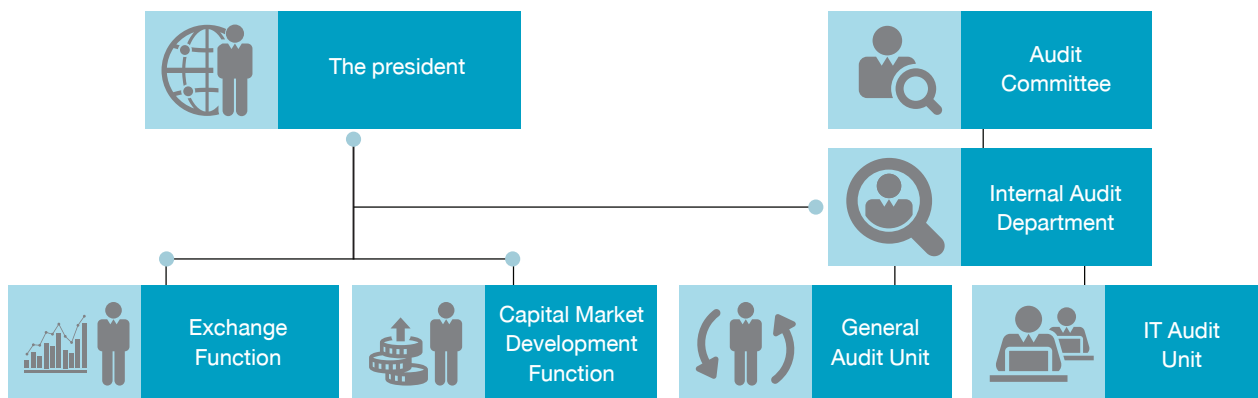 The president
Audit
Committee
Internal Audit
Department
Exchange
Function
Capital Market
Development
Function
General
Audit Unit
IT Audit
Unit